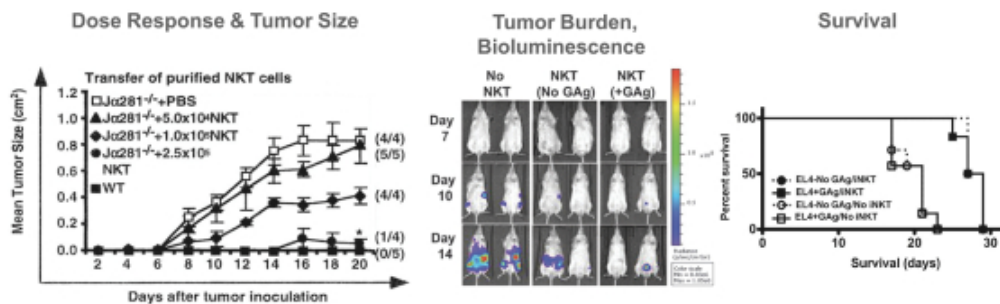 Dose Response & Tumor Size
Transfer of purified NKT cells
Jα281-/-+PBS
Jα281-/-+5.0x10⁴NKT
Jα281-/-+1.0x10⁵NKT
Jα281-/-+2.5x10⁵
NKT
WT
Mean Tumor Size (cm²)
1.2
1.0
0.8
0.6
0.4
0.2
0.0
(4/4)
(5/5)
(4/4)
*
(1/4)
(0/5)
2 4 6 8 10 12 14 16 18 20
Days after tumor inoculation
Tumor Burden,
Bioluminescence
No NKT
NKT (No GAg)
NKT (+GAg)
Day 7
Day 10
Day 14
Color scale
Survival
Percent survival
100
50
0
EL4-No GAg/iNKT
EL4+GAg/iNKT
EL4-No GAg/No iNKT
EL4+GAg/No iNKT
0 10 20 30
Survival (days)